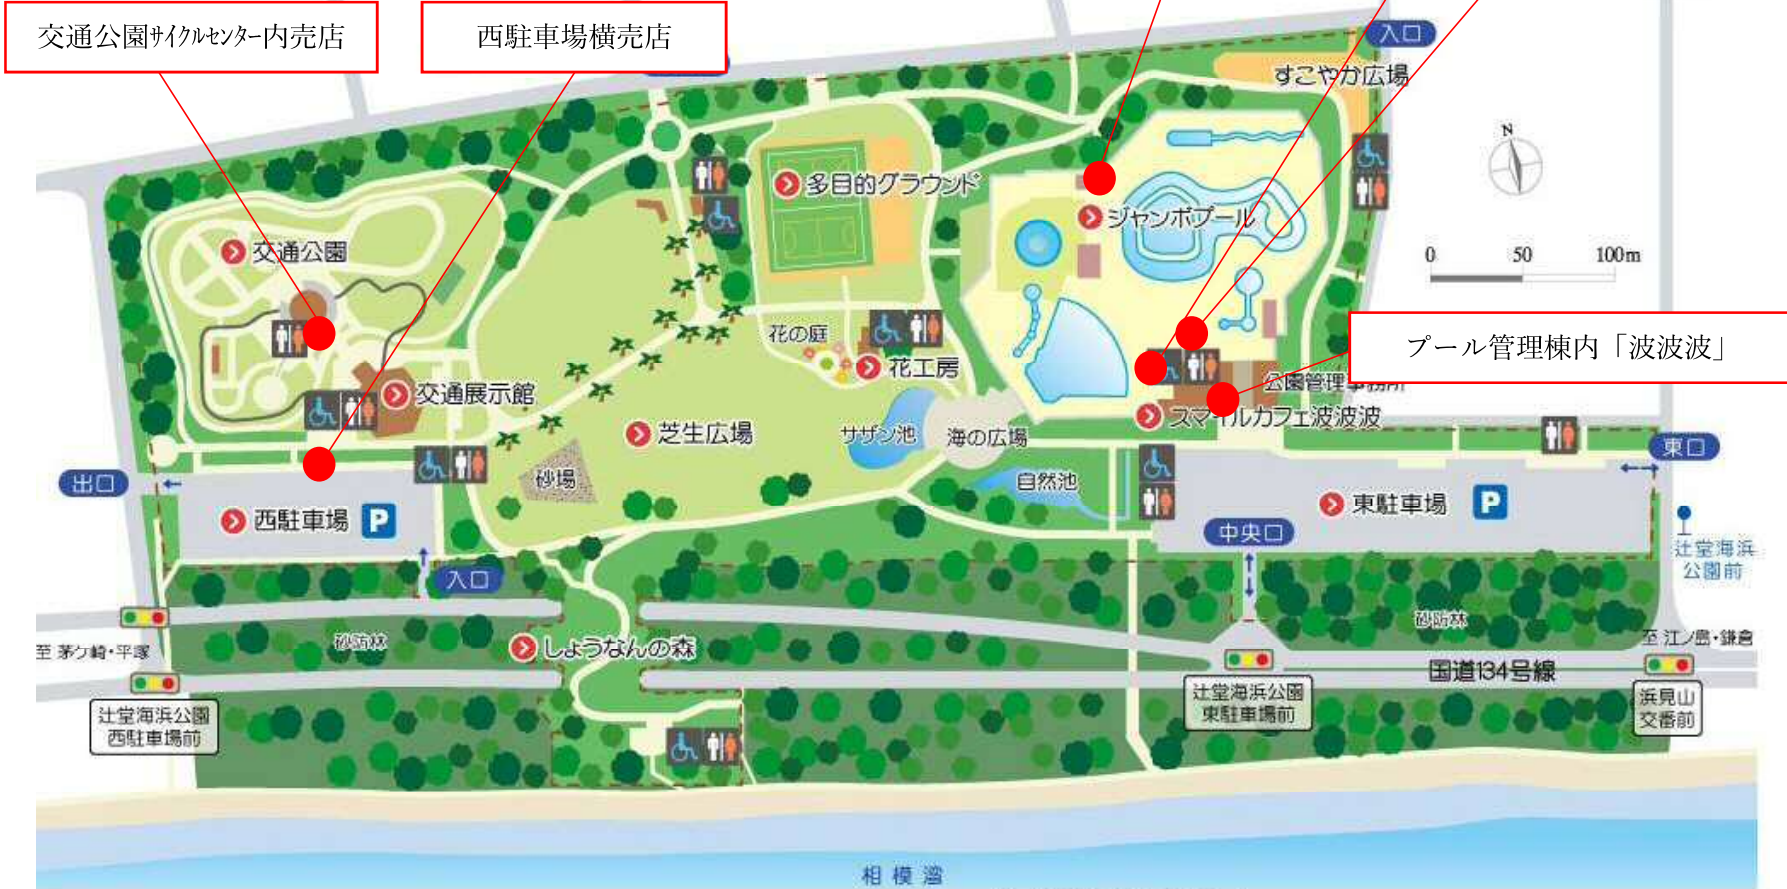 交通公園サイクルセンター内売店
西駐車場横売店
入口
すこやか広場
N
多目的グラウンド
ジャンボプール
交通公園
0 50 100m
花の庭
花工房
プール管理棟内「波波波」
公園管理事務所
スマイルカフェ波波波
交通展示館
芝生広場
サザン池
海の広場
東口
出口
砂場
自然池
西駐車場 P
東駐車場 P
中央口
辻堂海浜
公園前
入口
砂防林
砂防林
至 茅ケ崎・平塚
しょうなんの森
至 江ノ島・鎌倉
国道134号線
辻堂海浜公園
西駐車場前
辻堂海浜公園
東駐車場前
浜見山
交番前
相模湾